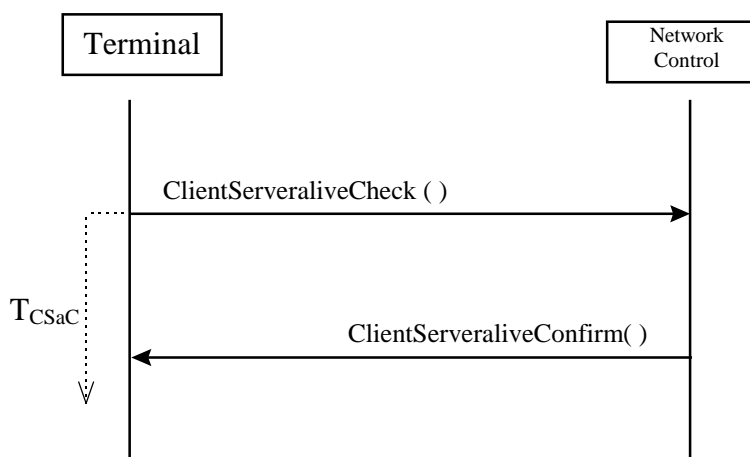 Terminal
Network
Control
ClientServeraliveCheck ( )
TCSaC
ClientServeraliveConfirm( )